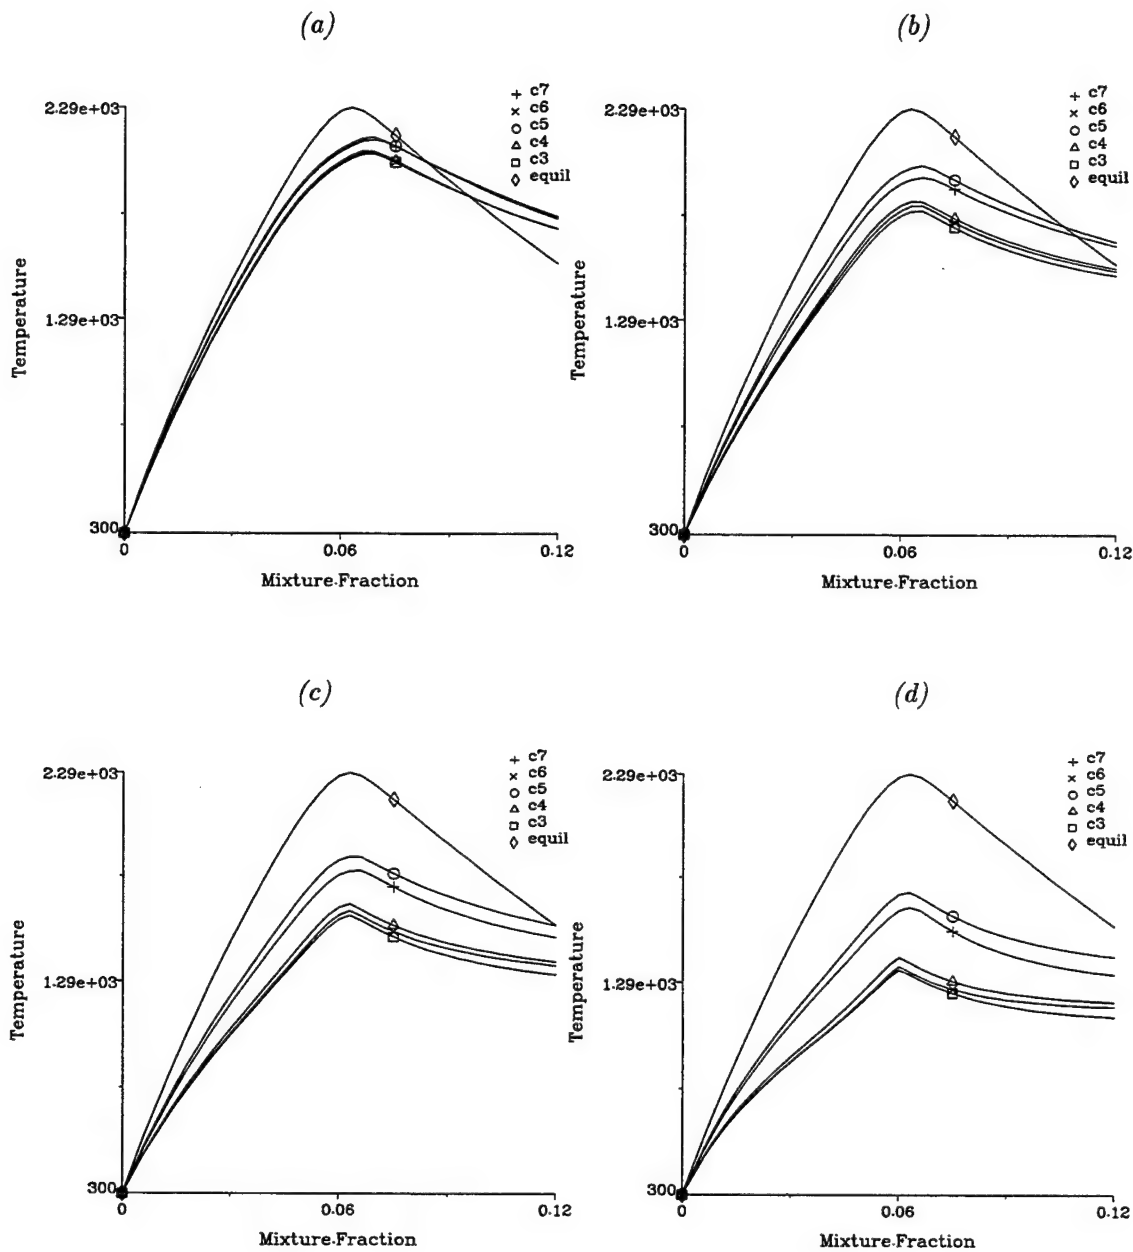 (a)
2.29e+03
1.29e+03
300
0
0.06
0.12
Temperature
Mixture.Fraction
c7
c6
c5
c4
c3
equil
(b)
2.29e+03
1.29e+03
300
0
0.06
0.12
Temperature
Mixture.Fraction
c7
c6
c5
c4
c3
equil
(c)
2.29e+03
1.29e+03
300
0
0.06
0.12
Temperature
Mixture.Fraction
c7
c6
c5
c4
c3
equil
(d)
2.29e+03
1.29e+03
300
0
0.06
0.12
Temperature
Mixture.Fraction
c7
c6
c5
c4
c3
equil